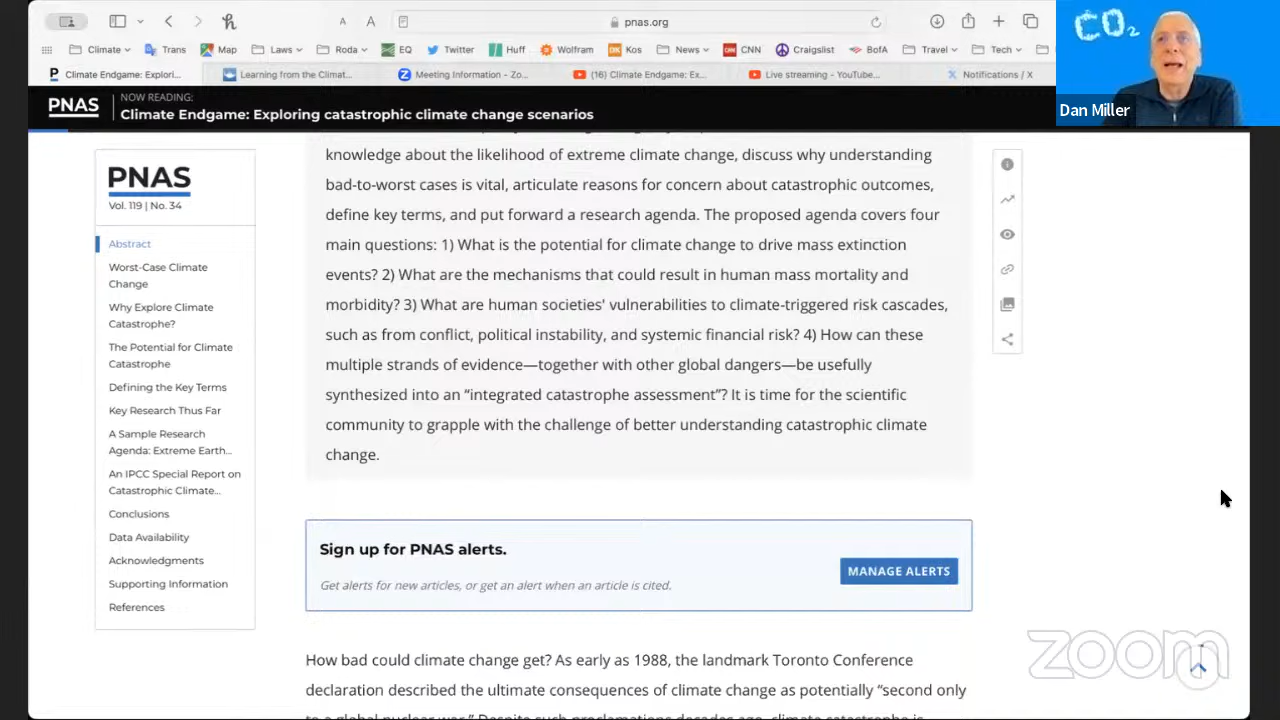 pnas.org
Climate
Trans
Map
Laws
Roda
EQ
Twitter
Huff
Wolfram
Kos
News
CNN
Craigslist
BofA
Travel
Tech
Climate Endgame: Explori...
Learning from the Climat...
Meeting Information - Zo...
(16) Climate Endgame: Ex...
Live streaming - YouTube...
Notifications / X
CO₂
Dan Miller
PNAS
NOW READING:
Climate Endgame: Exploring catastrophic climate change scenarios
PNAS
Vol. 119 | No. 34
Abstract
Worst-Case Climate
Change
Why Explore Climate
Catastrophe?
The Potential for Climate
Catastrophe
Defining the Key Terms
Key Research Thus Far
A Sample Research
Agenda: Extreme Earth...
An IPCC Special Report on
Catastrophic Climate...
Conclusions
Data Availability
Acknowledgments
Supporting Information
References
knowledge about the likelihood of extreme climate change, discuss why understanding
bad-to-worst cases is vital, articulate reasons for concern about catastrophic outcomes,
define key terms, and put forward a research agenda. The proposed agenda covers four
main questions: 1) What is the potential for climate change to drive mass extinction
events? 2) What are the mechanisms that could result in human mass mortality and
morbidity? 3) What are human societies' vulnerabilities to climate-triggered risk cascades,
such as from conflict, political instability, and systemic financial risk? 4) How can these
multiple strands of evidence—together with other global dangers—be usefully
synthesized into an “integrated catastrophe assessment”? It is time for the scientific
community to grapple with the challenge of better understanding catastrophic climate
change.
Sign up for PNAS alerts.
Get alerts for new articles, or get an alert when an article is cited.
MANAGE ALERTS
How bad could climate change get? As early as 1988, the landmark Toronto Conference
declaration described the ultimate consequences of climate change as potentially “second only
to a global nuclear war.” Despite such proclamations decades ago, climate catastrophe is
zoom